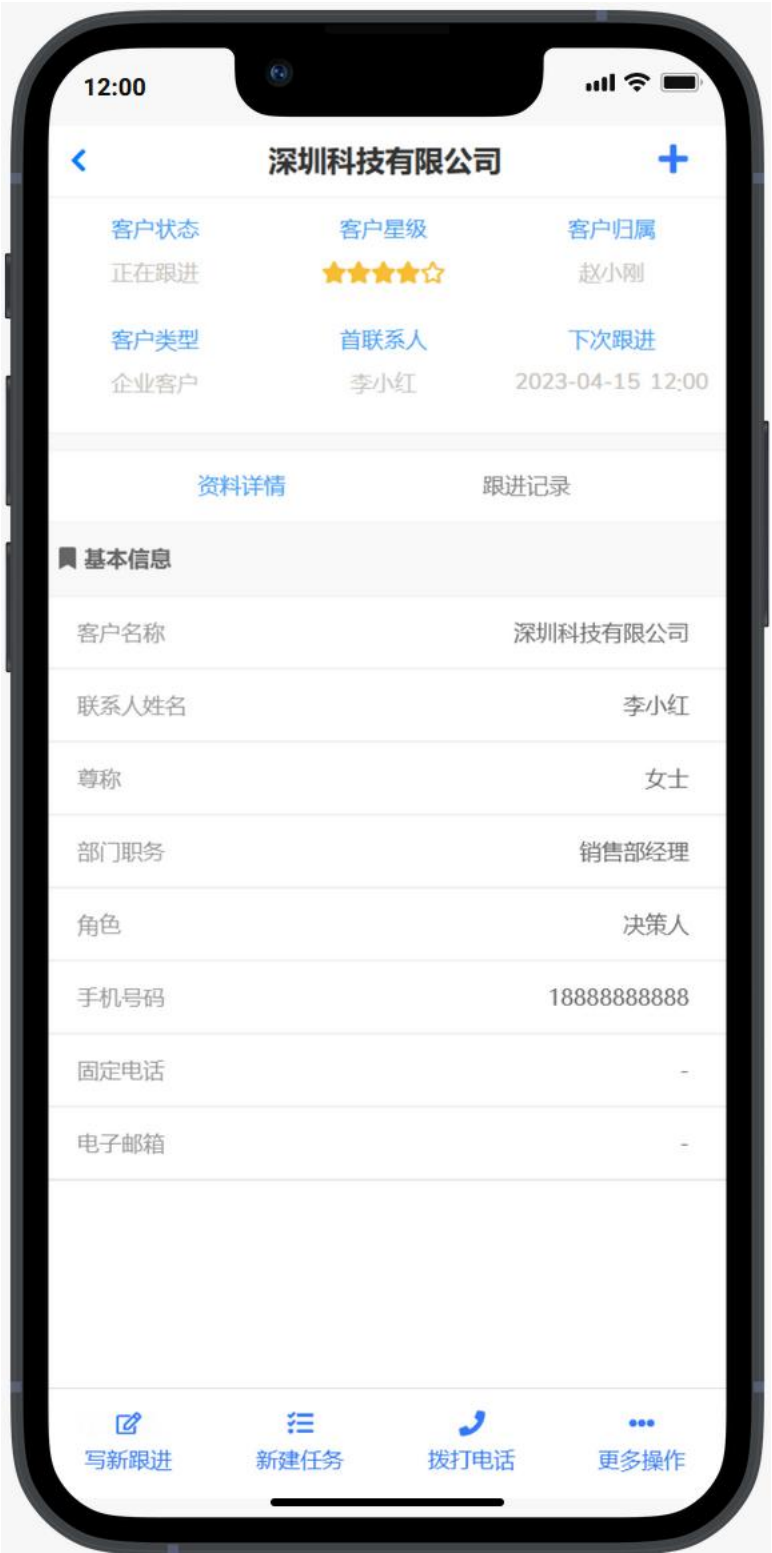 12:00
深圳科技有限公司
客户状态 客户星级 客户归属
正在跟进 赵小刚
客户类型 首联系人 下次跟进
企业客户 李小红 2023-04-15 12:00
资料详情 跟进记录
基本信息
客户名称 深圳科技有限公司
联系人姓名 李小红
尊称 女士
部门职务 销售部经理
角色 决策人
手机号码 18888888888
固定电话 -
电子邮箱 -
写新跟进 新建任务 拨打电话 更多操作